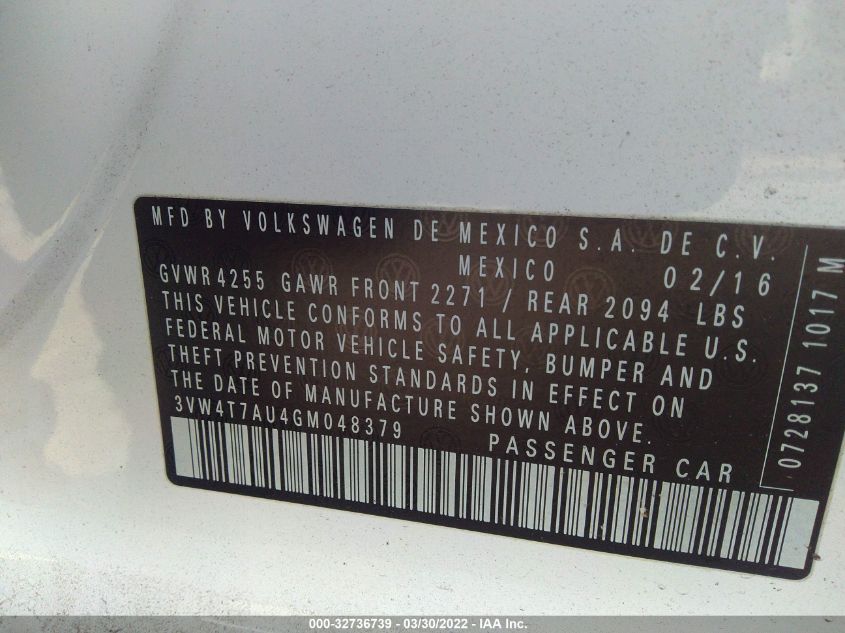 MFD BY VOLKSWAGEN DE MEXICO S.A. DE C.V.
MEXICO 02/16
GVWR 4255 GAWR FRONT 2271 / REAR 2094 LBS
THIS VEHICLE CONFORMS TO ALL APPLICABLE U.S.
FEDERAL MOTOR VEHICLE SAFETY, BUMPER AND
THEFT PREVENTION STANDARDS IN EFFECT ON
THE DATE OF MANUFACTURE SHOWN ABOVE.
3VW4T7AU4GM048379 PASSENGER CAR
0728137 1017 M
000-32736739 - 03/30/2022 - IAA Inc.